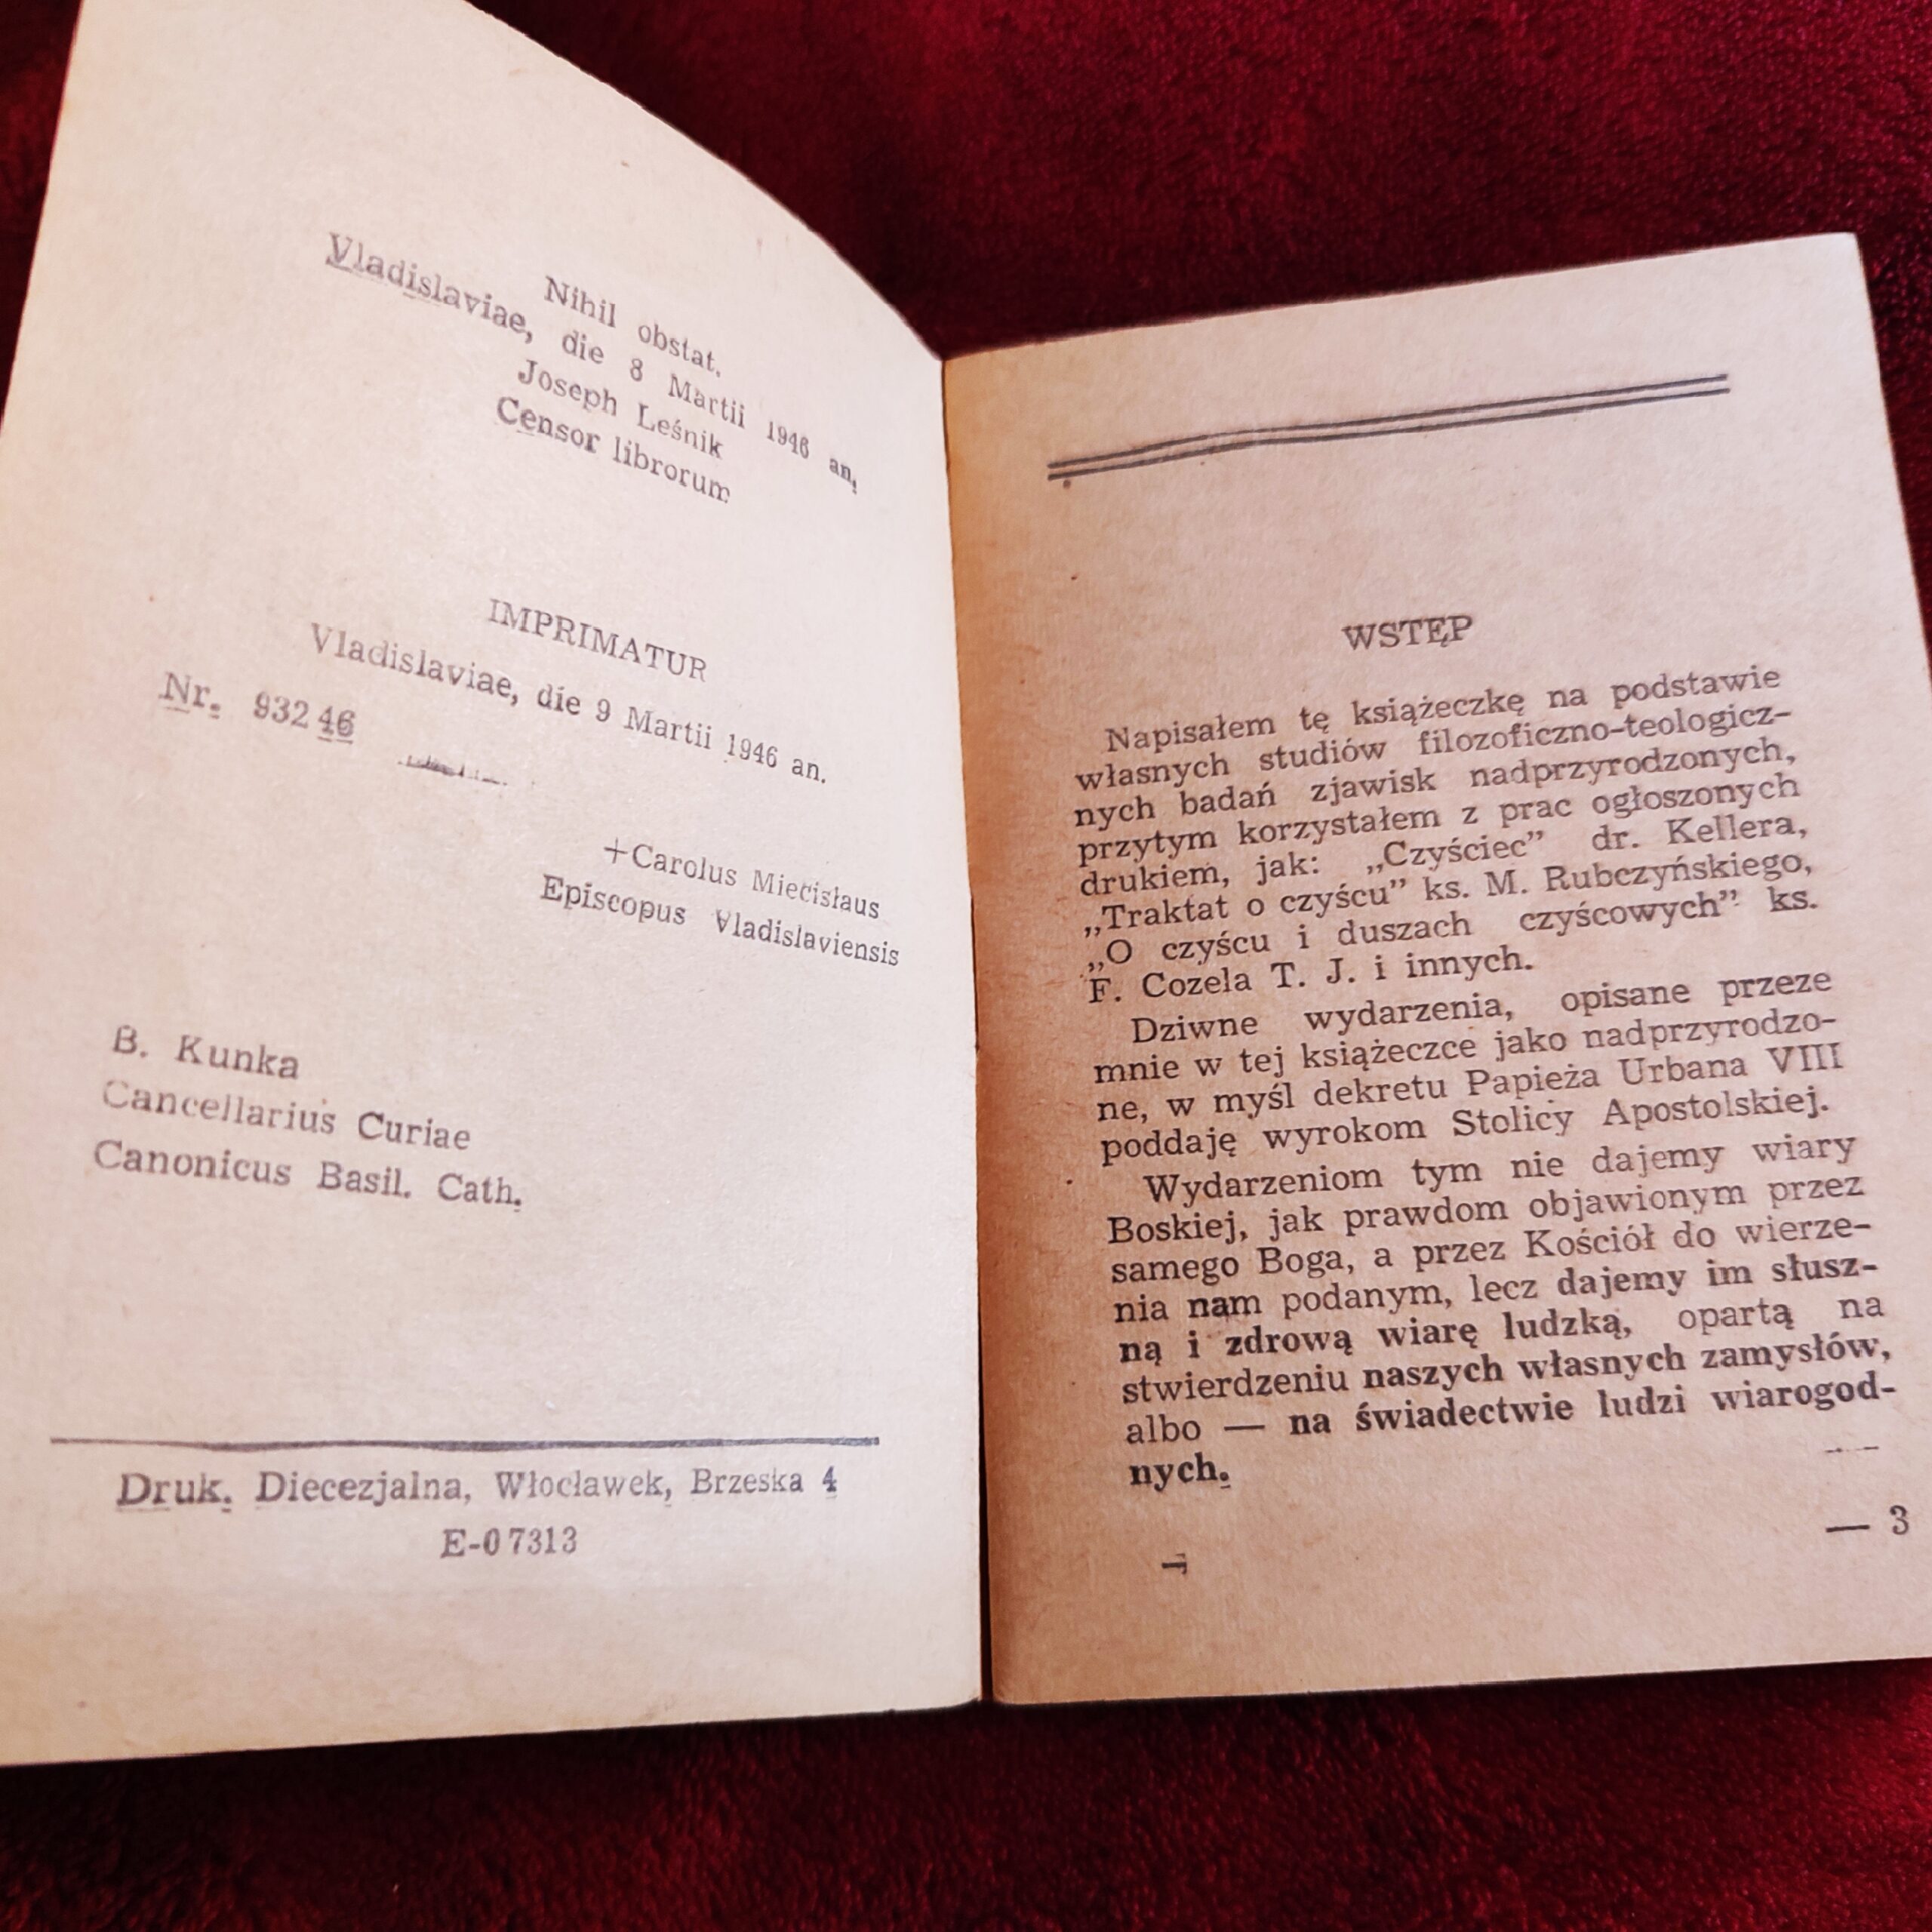 Nihil obstat.
Vladislaviae, die 8 Martii 1946 an.
Joseph Leśnik
Censor librorum
IMPRIMATUR
Vladislaviae, die 9 Martii 1946 an.
Nr. 932 46
+Carolus Miecisłaus
Episcopus Vladislaviensis
B. Kunka
Cancellarius Curiae
Canonicus Basil. Cath.
Druk. Diecezjalna, Włocławek, Brzeska 4
E-07313
WSTĘP
Napisałem tę książeczkę na podstawie
własnych studiów filozoficzno-teologicz-
nych badań zjawisk nadprzyrodzonych,
przytym korzystałem z prac ogłoszonych
drukiem, jak: „Czyściec” dr. Kellera,
„Traktat o czyśćcu” ks. M. Rubczyńskiego,
„O czyścu i duszach czyścowych” ks.
F. Cozela T. J. i innych.
Dziwne wydarzenia, opisane przeze
mnie w tej książeczce jako nadprzyrodzo-
ne, w myśl dekretu Papieża Urbana VIII
poddaję wyrokom Stolicy Apostolskiej.
Wydarzeniom tym nie dajemy wiary
Boskiej, jak prawdom objawionym przez
samego Boga, a przez Kościół do wierze-
nia nam podanym, lecz dajemy im słusz-
ną i zdrową wiarę ludzką, opartą na
stwierdzeniu naszych własnych zamysłów,
albo — na świadectwie ludzi wiarogod-
nych.
— 3